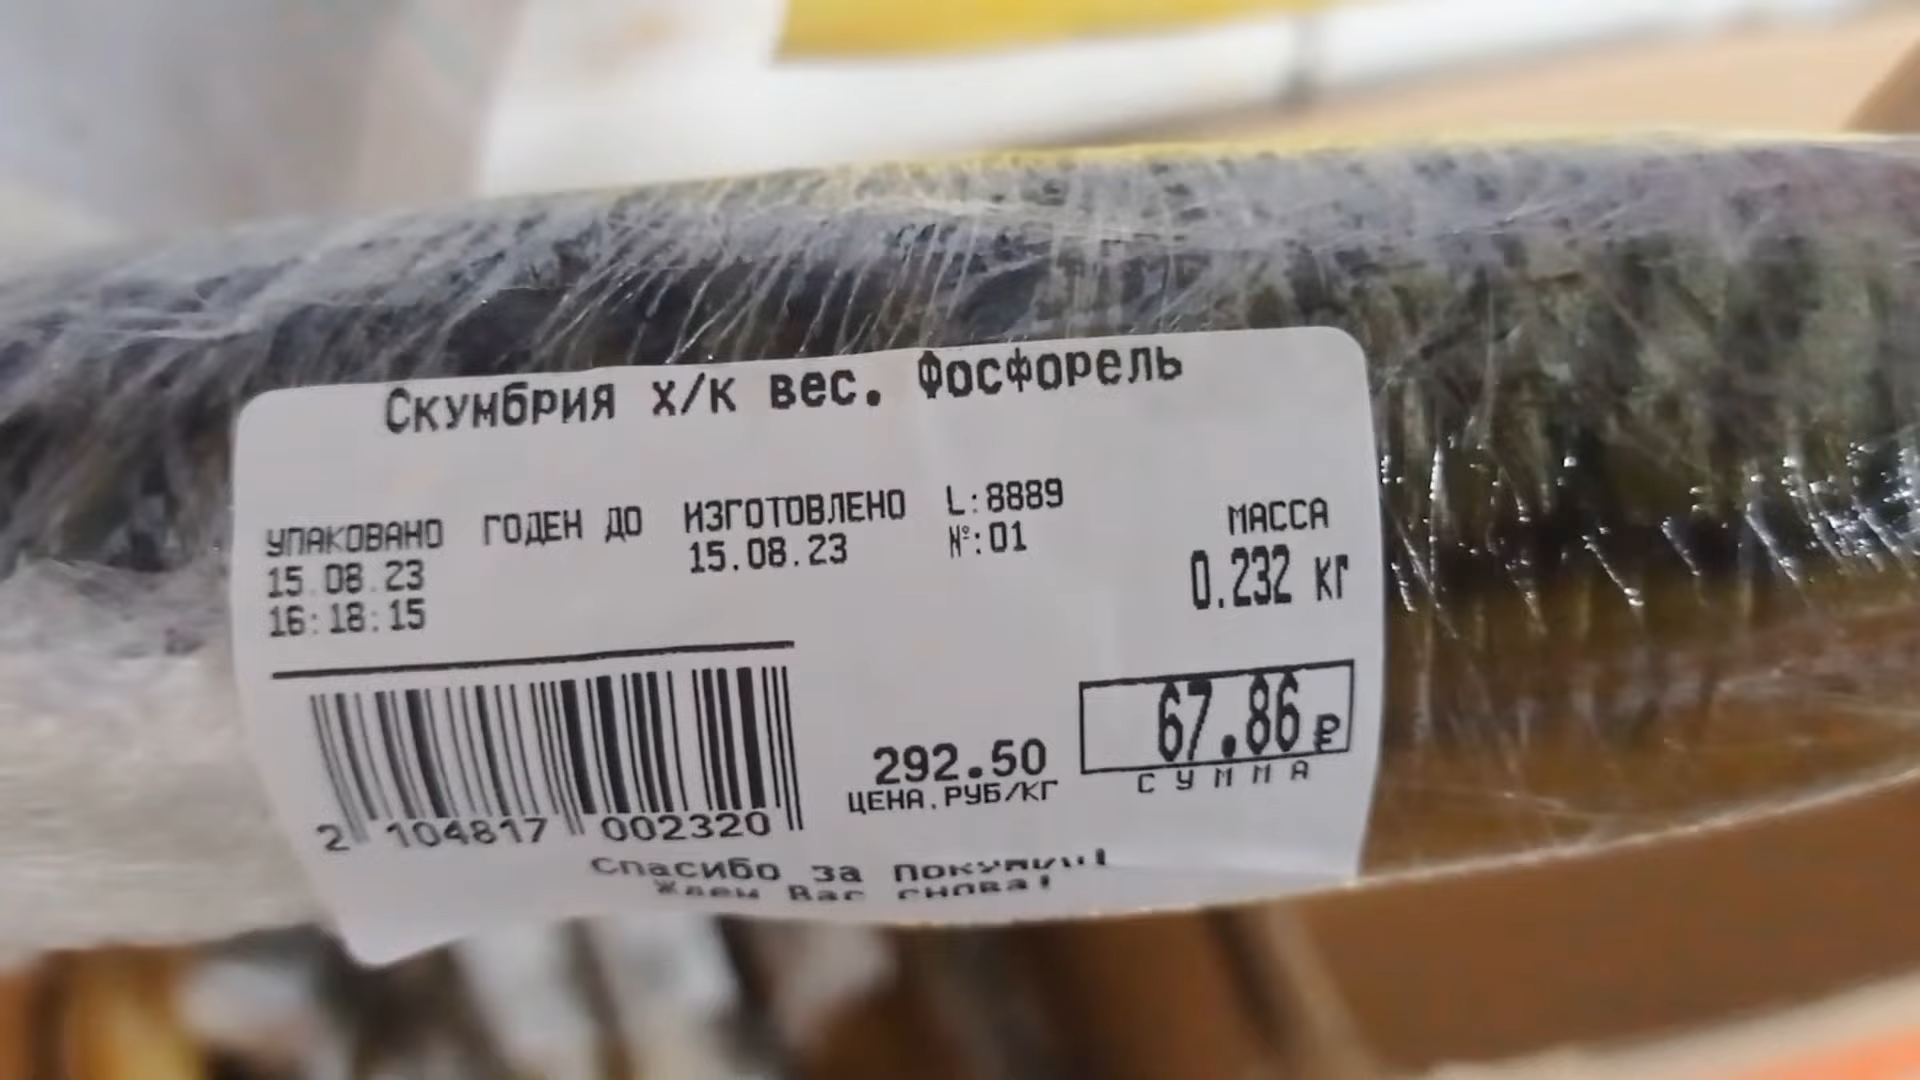 Скумбрия х/к вес. Фосфорель
УПАКОВАНО ГОДЕН ДО ИЗГОТОВЛЕНО L:8889
15.08.23 15.08.23 №:01
16:18:15
МАССА
0.232 кг
2 104817 002320
292.50
ЦЕНА,РУБ/КГ
67.86 ₽
СУММА
Спасибо за покупку!
Ждем Вас снова!